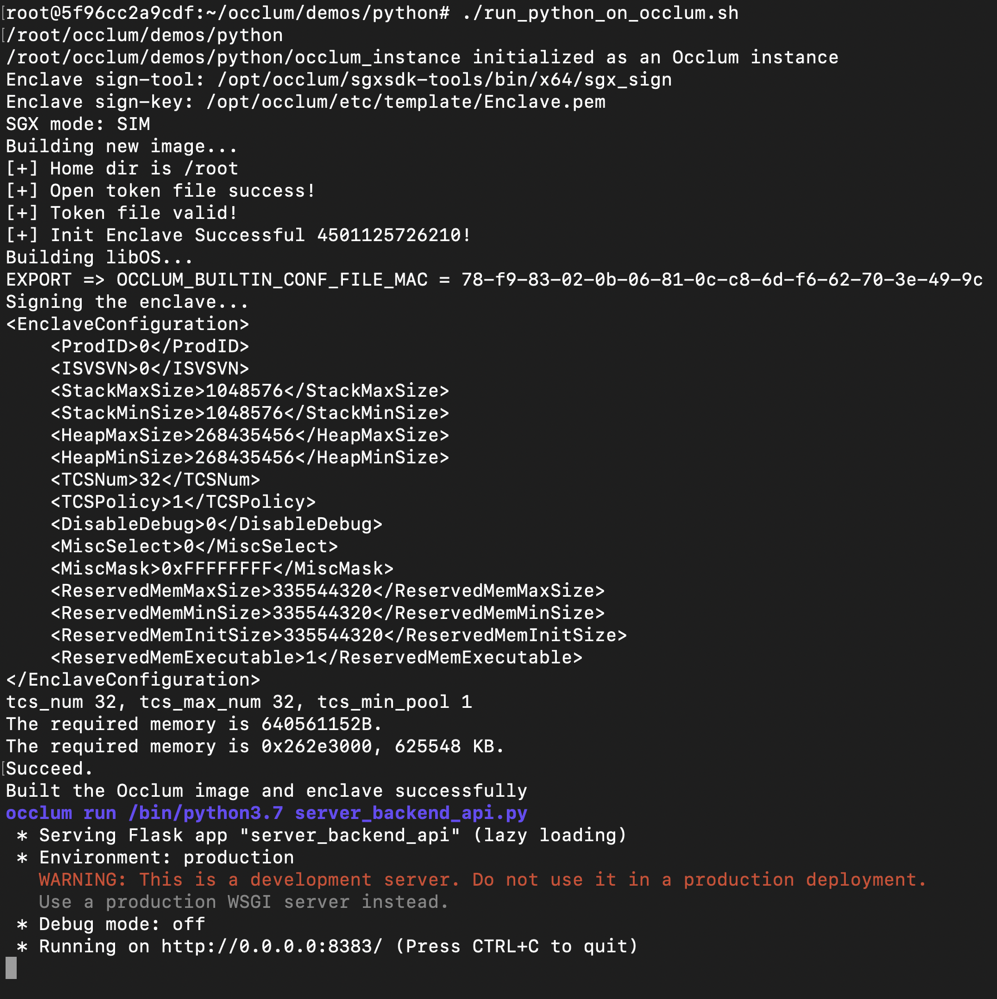 [root@5f96cc2a9cdf:~/occlum/demos/python# ./run_python_on_occlum.sh
[/root/occlum/demos/python
/root/occlum/demos/python/occlum_instance initialized as an Occlum instance
Enclave sign-tool: /opt/occlum/sgxsdk-tools/bin/x64/sgx_sign
Enclave sign-key: /opt/occlum/etc/template/Enclave.pem
SGX mode: SIM
Building new image...
[+] Home dir is /root
[+] Open token file success!
[+] Token file valid!
[+] Init Enclave Successful 4501125726210!
Building libOS...
EXPORT => OCCLUM_BUILTIN_CONF_FILE_MAC = 78-f9-83-02-0b-06-81-0c-c8-6d-f6-62-70-3e-49-9c
Signing the enclave...
<EnclaveConfiguration>
    <ProdID>0</ProdID>
    <ISVSVN>0</ISVSVN>
    <StackMaxSize>1048576</StackMaxSize>
    <StackMinSize>1048576</StackMinSize>
    <HeapMaxSize>268435456</HeapMaxSize>
    <HeapMinSize>268435456</HeapMinSize>
    <TCSNum>32</TCSNum>
    <TCSPolicy>1</TCSPolicy>
    <DisableDebug>0</DisableDebug>
    <MiscSelect>0</MiscSelect>
    <MiscMask>0xFFFFFFFF</MiscMask>
    <ReservedMemMaxSize>335544320</ReservedMemMaxSize>
    <ReservedMemMinSize>335544320</ReservedMemMinSize>
    <ReservedMemInitSize>335544320</ReservedMemInitSize>
    <ReservedMemExecutable>1</ReservedMemExecutable>
</EnclaveConfiguration>
tcs_num 32, tcs_max_num 32, tcs_min_pool 1
The required memory is 640561152B.
The required memory is 0x262e3000, 625548 KB.
[Succeed.
Built the Occlum image and enclave successfully
occlum run /bin/python3.7 server_backend_api.py
 * Serving Flask app "server_backend_api" (lazy loading)
 * Environment: production
   WARNING: This is a development server. Do not use it in a production deployment.
   Use a production WSGI server instead.
 * Debug mode: off
 * Running on http://0.0.0.0:8383/ (Press CTRL+C to quit)